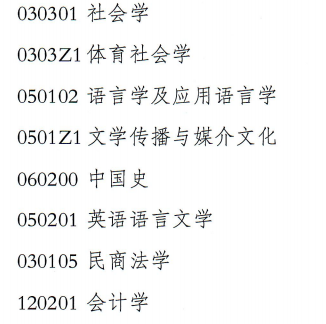 030301 社会学
0303Z1 体育社会学
050102 语言学及应用语言学
0501Z1 文学传播与媒介文化
060200 中国史
050201 英语语言文学
030105 民商法学
120201 会计学